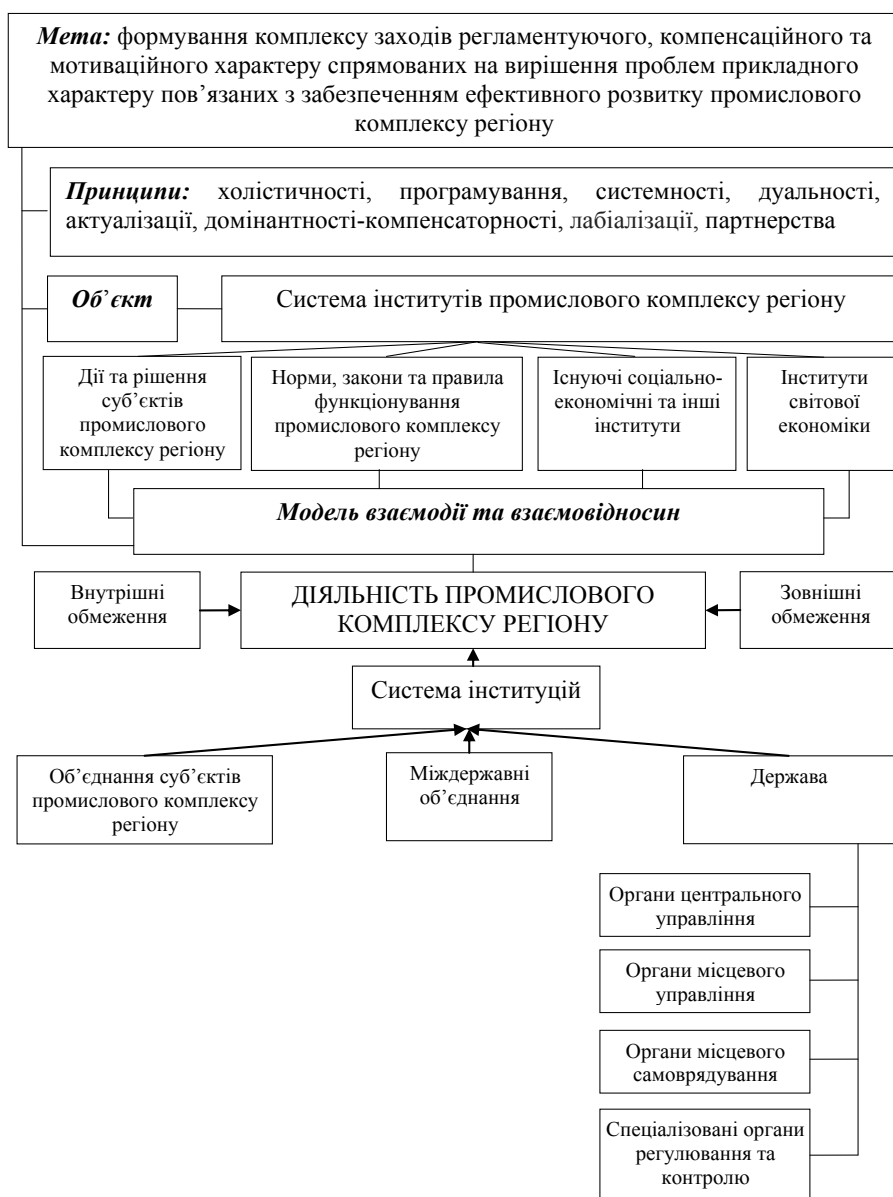 Мета: формування комплексу заходів регламентуючого, компенсаційного та
мотиваційного характеру спрямованих на вирішення проблем прикладного
характеру пов’язаних з забезпеченням ефективного розвитку промислового
комплексу регіону
Принципи: холістичності, програмування, системності, дуальності,
актуалізації, домінантності-компенсаторності, лабіалізації, партнерства
Об’єкт
Система інститутів промислового комплексу регіону
Дії та рішення
суб’єктів
промислового
комплексу регіону
Норми, закони та правила
функціонування
промислового комплексу
регіону
Існуючі соціально-
економічні та інші
інститути
Інститути
світової
економіки
Модель взаємодії та взаємовідносин
Внутрішні
обмеження
ДІЯЛЬНІСТЬ ПРОМИСЛОВОГО
КОМПЛЕКСУ РЕГІОНУ
Зовнішні
обмеження
Система інституцій
Об’єднання суб’єктів
промислового комплексу
регіону
Міждержавні
об’єднання
Держава
Органи центрального
управління
Органи місцевого
управління
Органи місцевого
самоврядування
Спеціалізовані органи
регулювання та
контролю